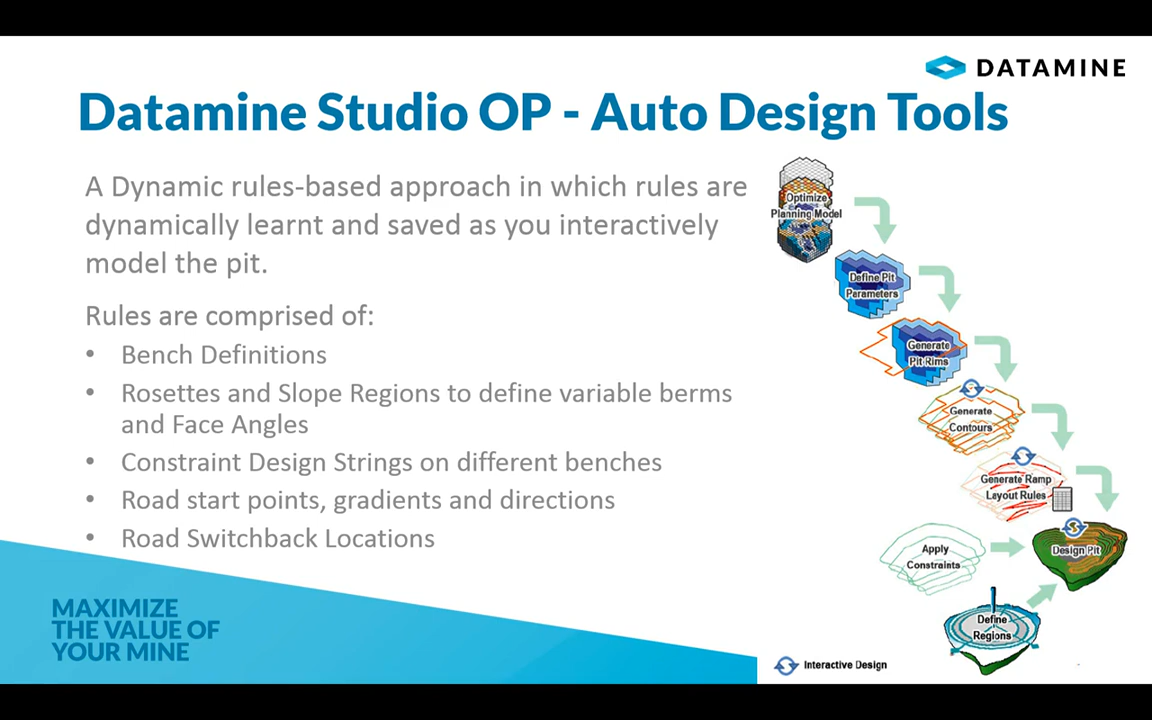 DATAMINE
Datamine Studio OP - Auto Design Tools
A Dynamic rules-based approach in which rules are
dynamically learnt and saved as you interactively
model the pit.
Rules are comprised of:
• Bench Definitions
• Rosettes and Slope Regions to define variable berms
and Face Angles
• Constraint Design Strings on different benches
• Road start points, gradients and directions
• Road Switchback Locations
MAXIMIZE
THE VALUE OF
YOUR MINE
Optimize
Planning Model
Define Pit
Parameters
Generate
Pit Rims
Generate
Contours
Generate Ramp
Layout Rules
Apply
Constraints
Design Pit
Define
Regions
Interactive Design